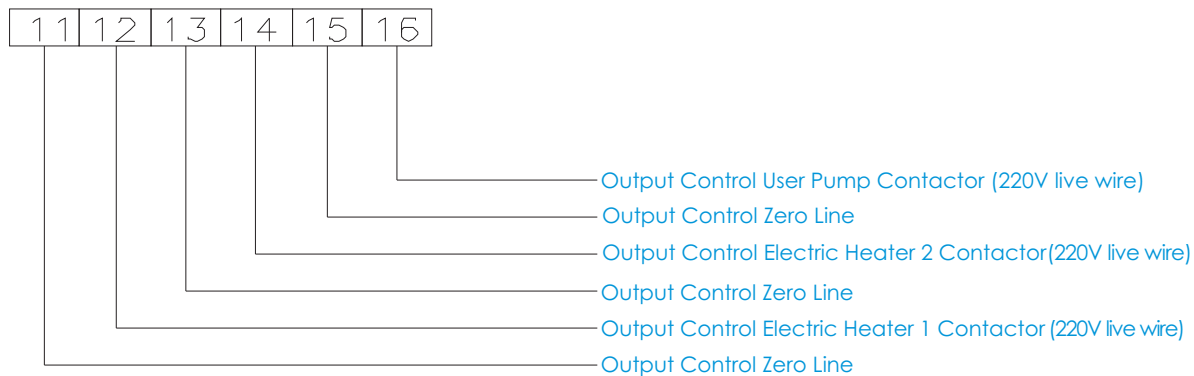 11 12 13 14 15 16
Output Control User Pump Contactor (220V live wire)
Output Control Zero Line
Output Control Electric Heater 2 Contactor(220V live wire)
Output Control Zero Line
Output Control Electric Heater 1 Contactor (220V live wire)
Output Control Zero Line